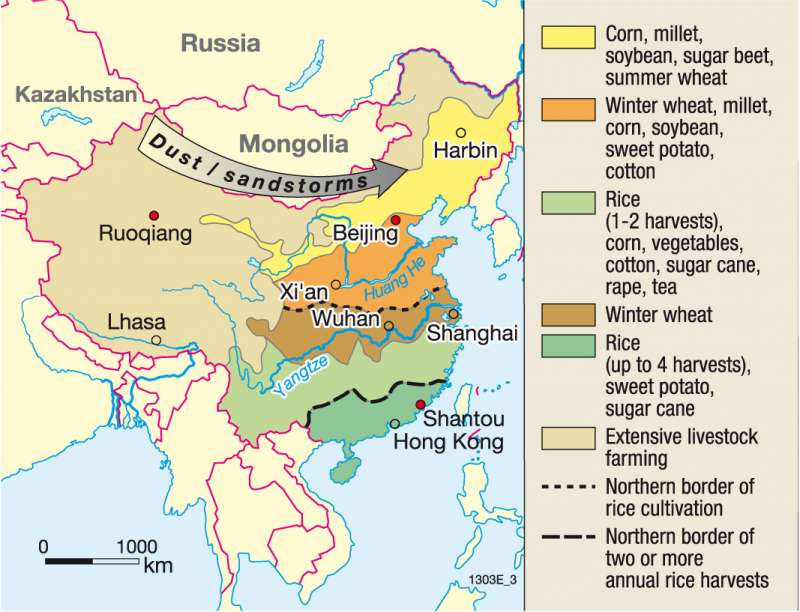 Russia
Kazakhstan
Mongolia
Dust / sandstorms
Harbin
Ruoqiang
Beijing
Xi'an
Huang He
Lhasa
Wuhan
Shanghai
Yangtze
Shantou
Hong Kong
0 1000
km
1303E_3
Corn, millet,
soybean, sugar beet,
summer wheat
Winter wheat, millet,
corn, soybean,
sweet potato,
cotton
Rice
(1-2 harvests),
corn, vegetables,
cotton, sugar cane,
rape, tea
Winter wheat
Rice
(up to 4 harvests),
sweet potato,
sugar cane
Extensive livestock
farming
Northern border of
rice cultivation
Northern border of
two or more
annual rice harvests